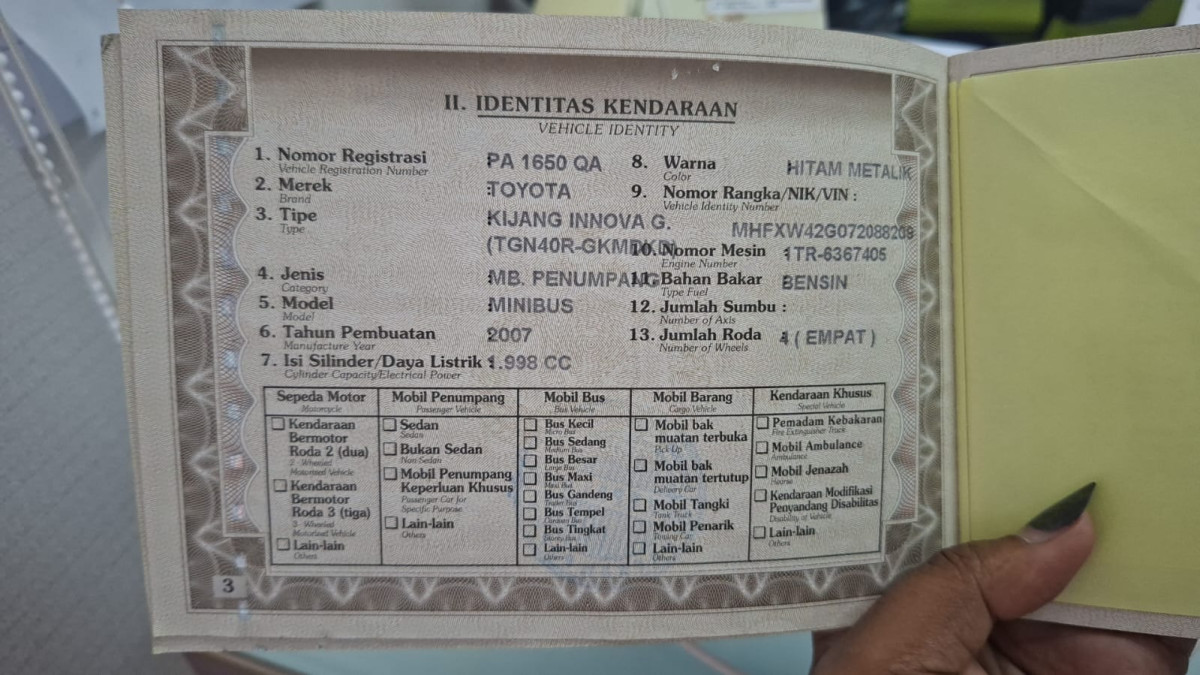 II. IDENTITAS KENDARAAN
VEHICLE IDENTITY
1. Nomor Registrasi : PA 1650 QA
Vehicle Registration Number
2. Merek : TOYOTA
Brand
3. Tipe : KIJANG INNOVA G.
Type
(TGN40R-GKMDKD)
4. Jenis : MB. PENUMPANG
Category
5. Model : MINIBUS
Model
6. Tahun Pembuatan : 2007
Manufacture Year
7. Isi Silinder/Daya Listrik : 1.998 CC
Cylinder Capacity/Electrical Power
8. Warna : HITAM METALIK
Color
9. Nomor Rangka/NIK/VIN :
Vehicle Identity Number
MHFXW42G072088209
10. Nomor Mesin : 1TR-6367405
Engine Number
11. Bahan Bakar : BENSIN
Type Fuel
12. Jumlah Sumbu :
Number of Axis
13. Jumlah Roda : 4 ( EMPAT )
Number of Wheels
Sepeda Motor
Motorcycle
Kendaraan
Bermotor
Roda 2 (dua)
2 - Wheeled
Motorized Vehicle
Kendaraan
Bermotor
Roda 3 (tiga)
3 - Wheeled
Motorized Vehicle
Lain-lain
Others
Mobil Penumpang
Passenger Vehicle
Sedan
Sedan
Bukan Sedan
Non Sedan
Mobil Penumpang
Keperluan Khusus
Passenger Car for
Specific Purpose
Lain-lain
Others
Mobil Bus
Bus Vehicle
Bus Kecil
Micro Bus
Bus Sedang
Medium Bus
Bus Besar
Large Bus
Bus Maxi
Maxi Bus
Bus Gandeng
Bus Tempel
Bus Tingkat
Lain-lain
Others
Mobil Barang
Cargo Vehicle
Mobil bak
muatan terbuka
Pick Up
Mobil bak
muatan tertutup
Delivery Car
Mobil Tangki
Tank Truck
Mobil Penarik
Towing Car
Lain-lain
Others
Kendaraan Khusus
Special Vehicle
Pemadam Kebakaran
Fire Extinguisher Truck
Mobil Ambulance
Ambulance
Mobil Jenazah
Hearse
Kendaraan Modifikasi
Penyandang Disabilitas
Disability of Vehicle
Lain-lain
Others
3